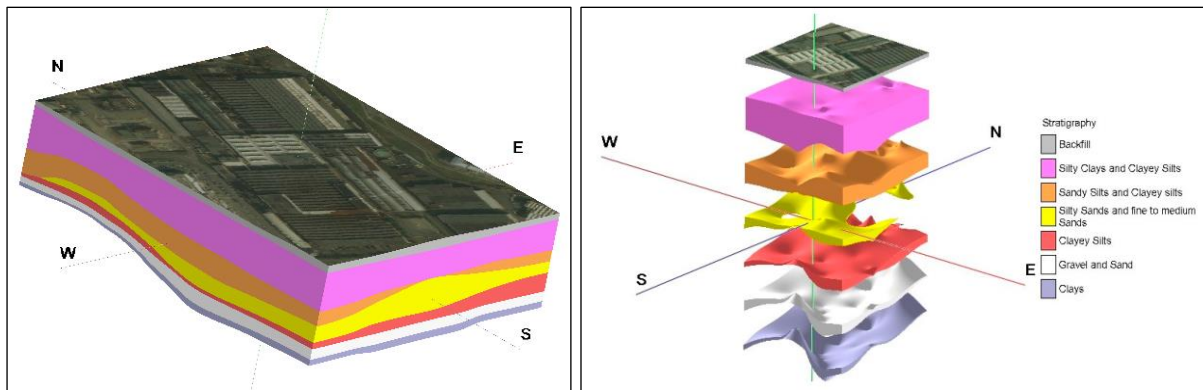 N
E
W
S
W
N
S
E
Stratigraphy
Backfill
Silty Clays and Clayey Silts
Sandy Silts and Clayey silts
Silty Sands and fine to medium
Sands
Clayey Silts
Gravel and Sand
Clays